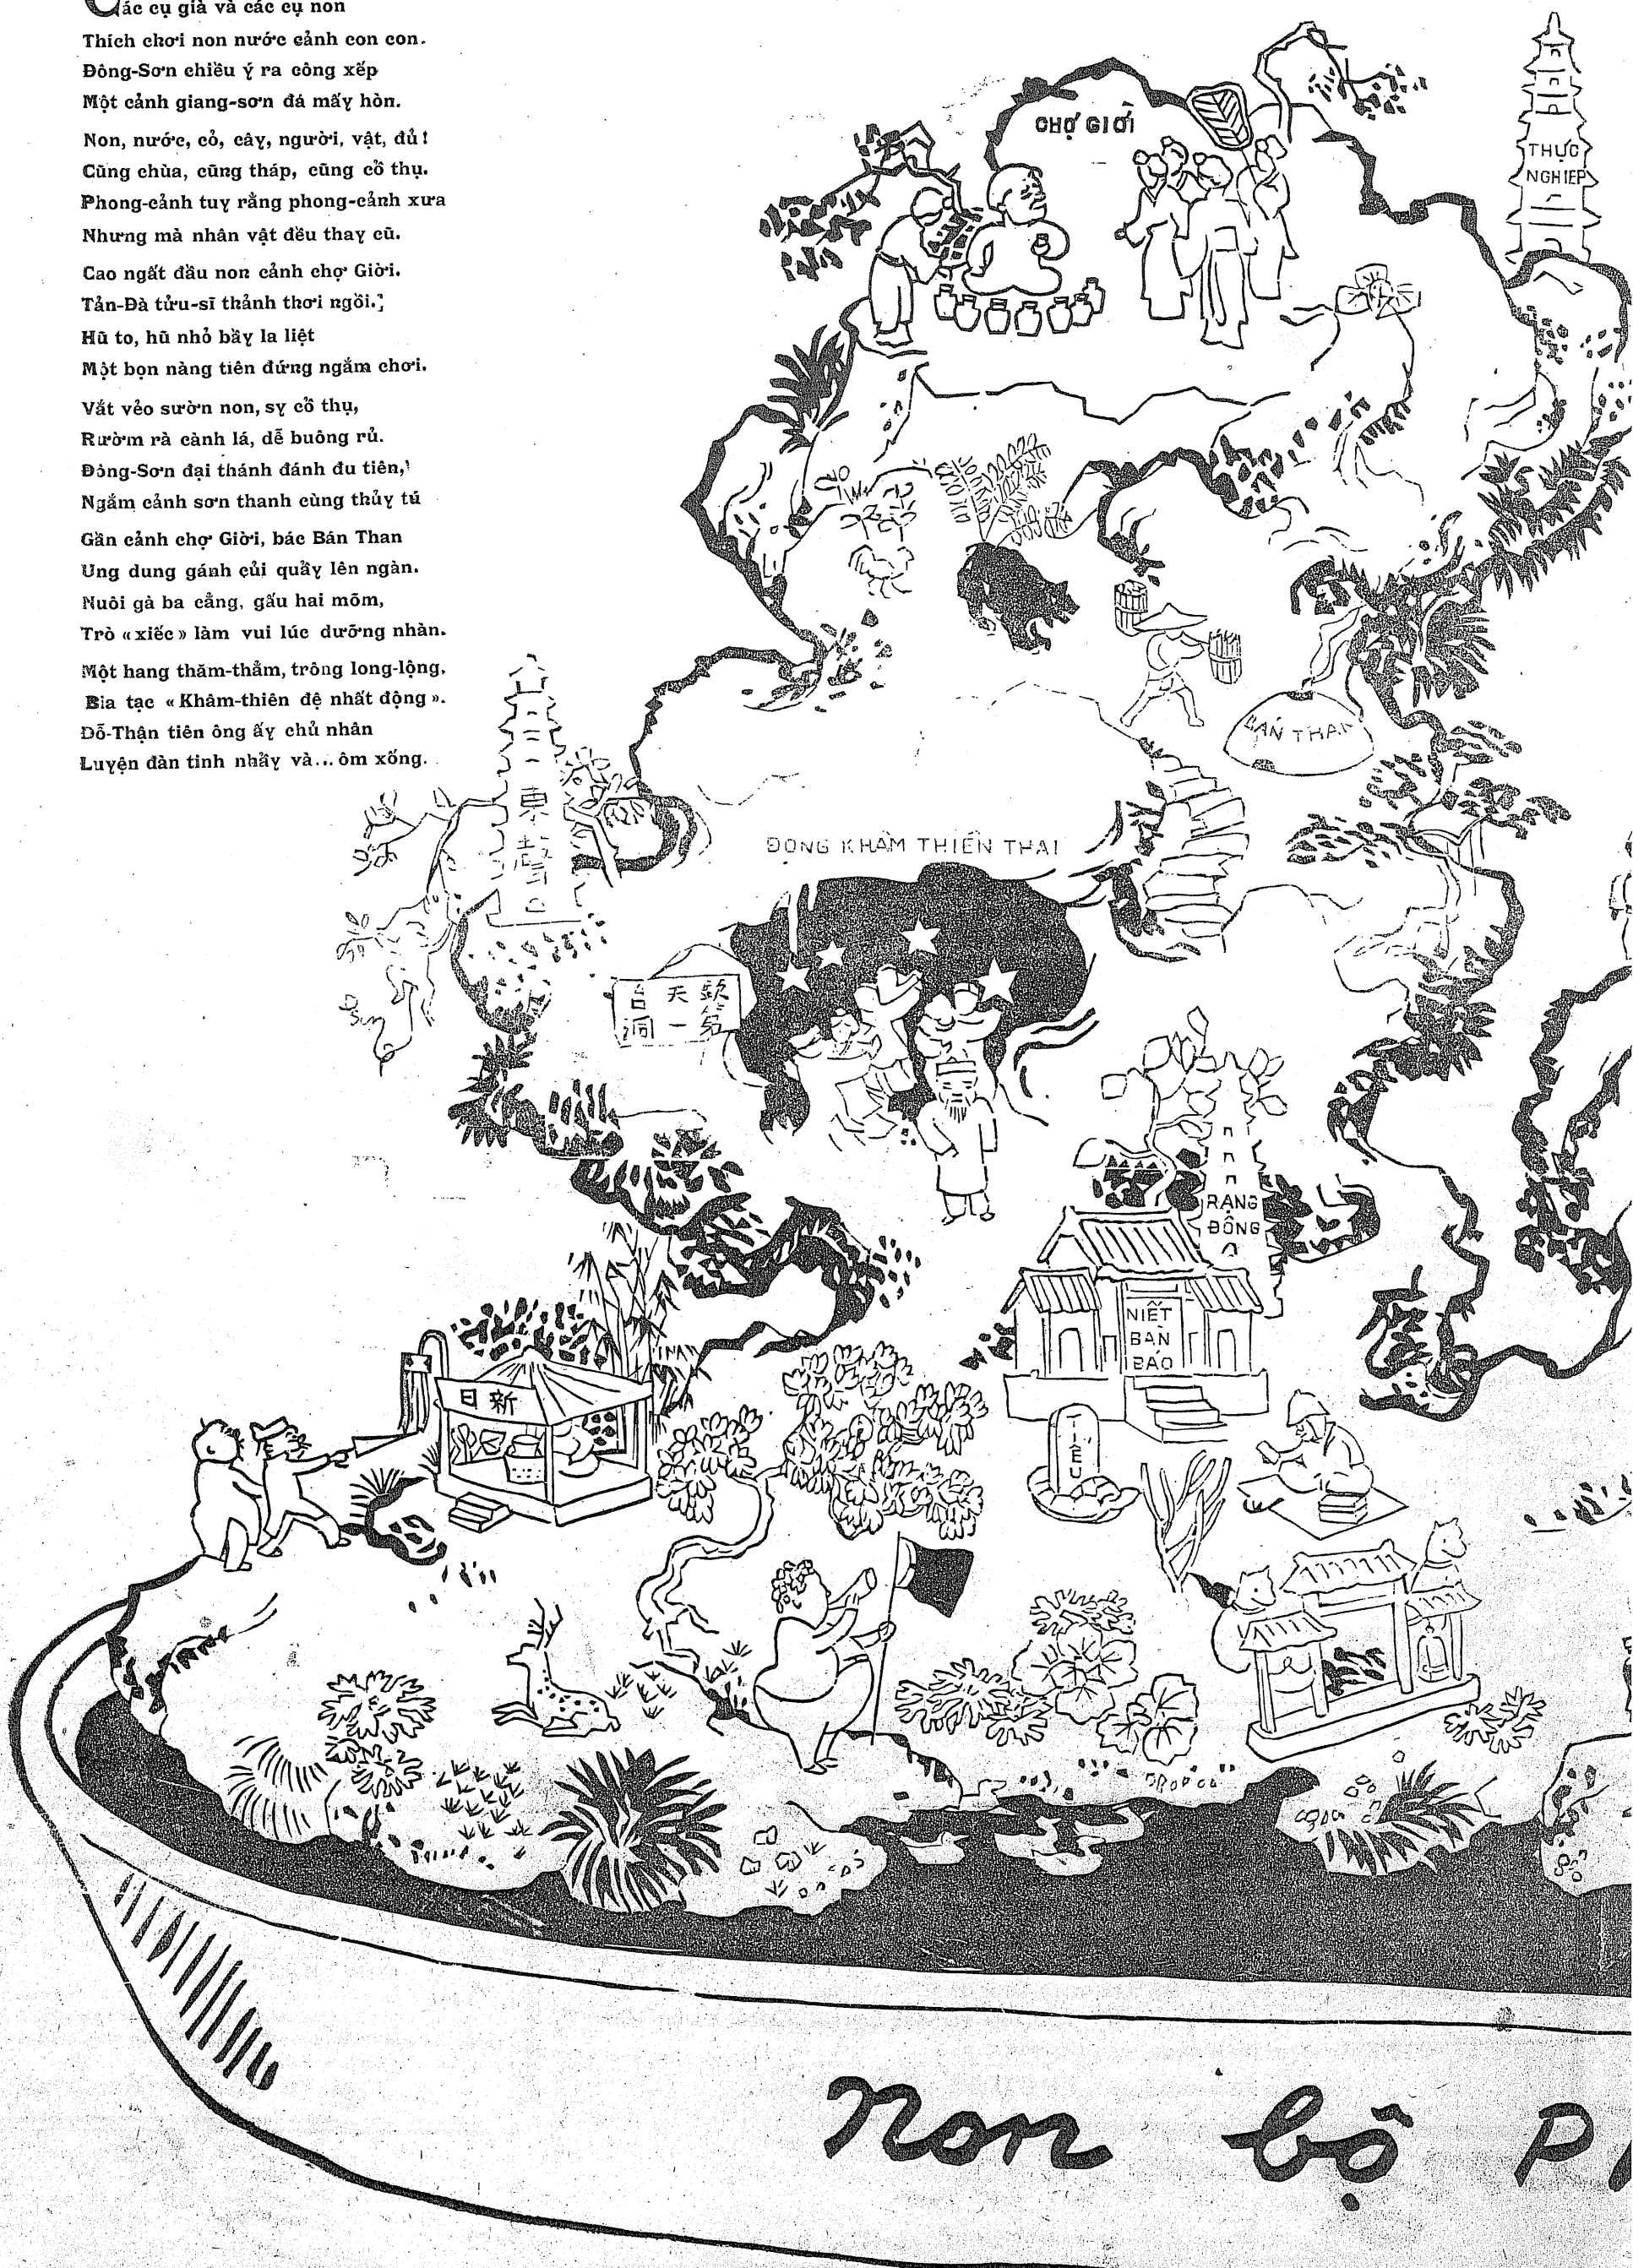 Các cụ già và các cụ non
Thích chơi non nước cảnh con con.
Đông-Sơn chiều ý ra công xếp
Một cảnh giang-sơn đá mấy hòn.
Non, nước, cỏ, cây, người, vật, đủ!
Cũng chùa, cũng tháp, cũng cổ thụ.
Phong-cảnh tuy rằng phong-cảnh xưa
Nhưng mà nhân vật đều thay cũ.
Cao ngất đầu non cảnh chợ Giời.
Tản-Đà tửu-sĩ thảnh thơi ngồi.
Hũ to, hũ nhỏ bầy la liệt
Một bọn nàng tiên đứng ngắm chơi.
Vắt vẻo sườn non, sy cổ thụ,
Rườm rà cành lá, dễ buông rủ.
Đông-Sơn đại thánh đánh đu tiên,
Ngắm cảnh sơn thanh cùng thủy tú
Gần cảnh chợ Giời, bác Bán Than
Ung dung gánh củi quẩy lên ngàn.
Nuôi gà ba cẳng, gấu hai mõm,
Trò «xiếc» làm vui lúc dưỡng nhàn.
Một hang thăm-thẳm, trông long-lộng,
Bia tạc «Khâm-thiên đệ nhất động».
Đỗ-Thận tiên ông ấy chủ nhân
Luyện đàn tinh nhẩy và... ôm xống.
CHỢ GIỜI
THỰC
NGHIỆP
BÁN THAN
東
ĐỘNG KHÂM THIÊN THAI
天
洞 一
RẠNG
ĐÔNG
NIẾT
BÀN
BÁO
日新
TIÊU
Non bộ P